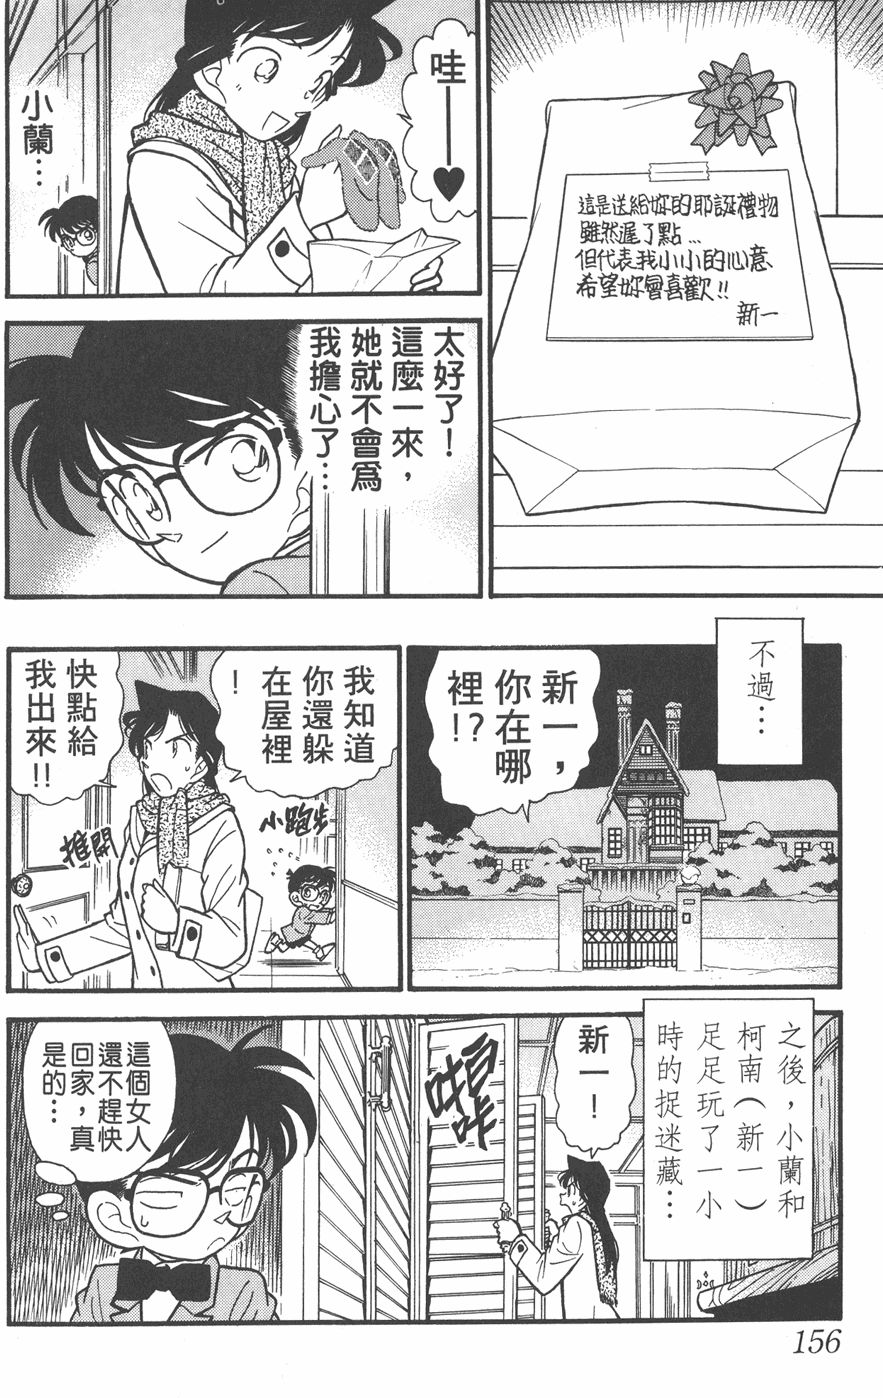 這是送給妳的耶誕禮物
雖然遲了點…
但代表我小小的心意
希望妳會喜歡!!
新一
哇——♥
小蘭…
太好了！
這麼一來，
她就不會為
我擔心了…
不過…
新一，
你在哪
裡!?
我知道
你還躲
在屋裡
！
快點給
我出來!!
小跑步
推開
之後，小蘭和
柯南（新一）
足足玩了一小
時的捉迷藏…
新一！
啪咔
這個女人
還不趕快
回家，真
是的…
156